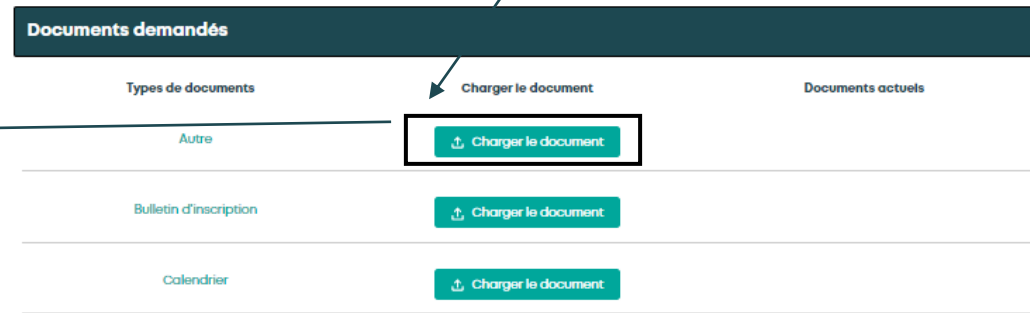 Documents demandés
Types de documents Charger le document Documents actuels
Autre Charger le document
Bulletin d'inscription Charger le document
Calendrier Charger le document